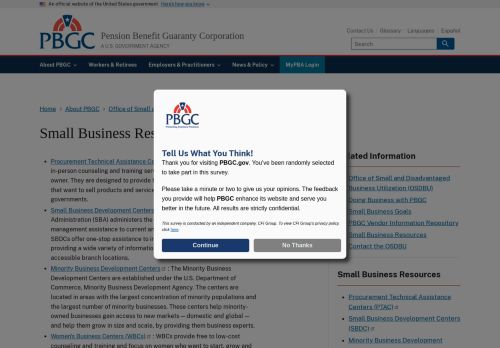 An official website of the United States government. Here's how you know
PBGC
Pension Benefit Guaranty Corporation
A U.S. GOVERNMENT AGENCY
Contact Us Glossary Languages Español
Search
About PBGC Workers & Retirees Employers & Practitioners News & Policy MyPBA Login
Home About PBGC Office of Small
Small Business Res
Procurement Technical Assistance
in-person counseling and training serv
owner. They are designed to provide
that want to sell products and service
governments.
Small Business Development Centers
Administration (SBA) administers the
management assistance to current an
SBDCs offer one-stop assistance to in
providing a wide variety of information
accessible branch locations.
Minority Business Development Centers : The Minority Business
Development Centers are established under the U.S. Department of
Commerce, Minority Business Development Agency. The centers are
located in areas with the largest concentration of minority populations and
the largest number of minority businesses. These centers help minority-
owned businesses gain access to new markets — domestic and global —
and help them grow in size and scale, by providing them business experts.
Women's Business Centers (WBCs) : WBCs provide free to low-cost
counseling and training and focus on women who want to start, grow and
PBGC
Protecting America's Pensions
Tell Us What You Think!
Thank you for visiting PBGC.gov. You've been randomly selected
to take part in this survey.
Please take a minute or two to give us your opinions. The feedback
you provide will help PBGC enhance its website and serve you
better in the future. All results are strictly confidential.
This survey is conducted by an independent company, CFI Group. To view CFI Group's privacy policy
click here.
Continue No Thanks
lated Information
Office of Small and Disadvantaged
Business Utilization (OSDBU)
Doing Business with PBGC
Small Business Goals
PBGC Vendor Information Repository
Small Business Resources
Contact the OSDBU
Small Business Resources
Procurement Technical Assistance
Centers (PTAC)
Small Business Development Centers
(SBDC)
Minority Business Development